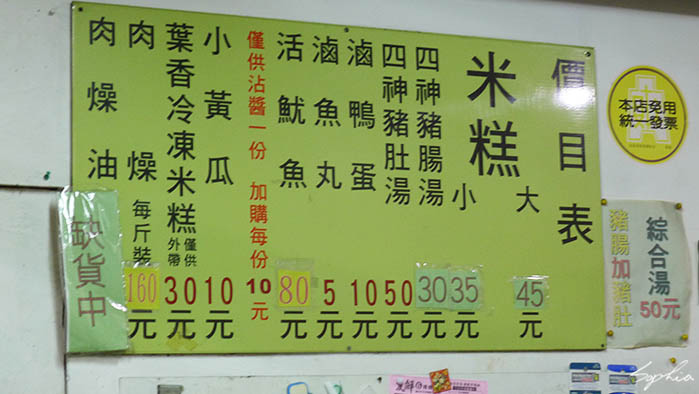 價目表
米糕 大 45元
小 35元
四神豬腸湯 30元
四神豬肚湯 50元
滷鴨蛋 10元
滷魚丸 5元
活魷魚 80元
僅供沾醬一份 加購每份10元
小黃瓜 10元
葉香冷凍米糕 僅供外帶 30元
肉燥 每斤裝 160元
肉燥油 缺貨中
本店免用
統一發票
綜合湯
50元
豬腸加豬肚
Sophia